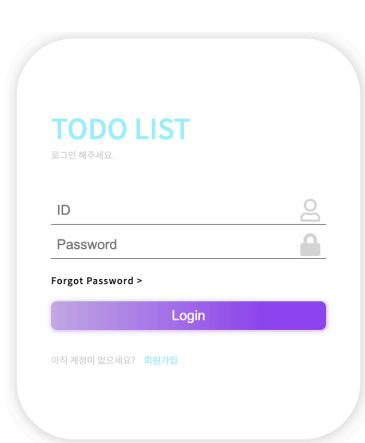 TODO LIST
로그인 해주세요.
ID
Password
Forgot Password >
Login
아직 계정이 없으세요? 회원가입